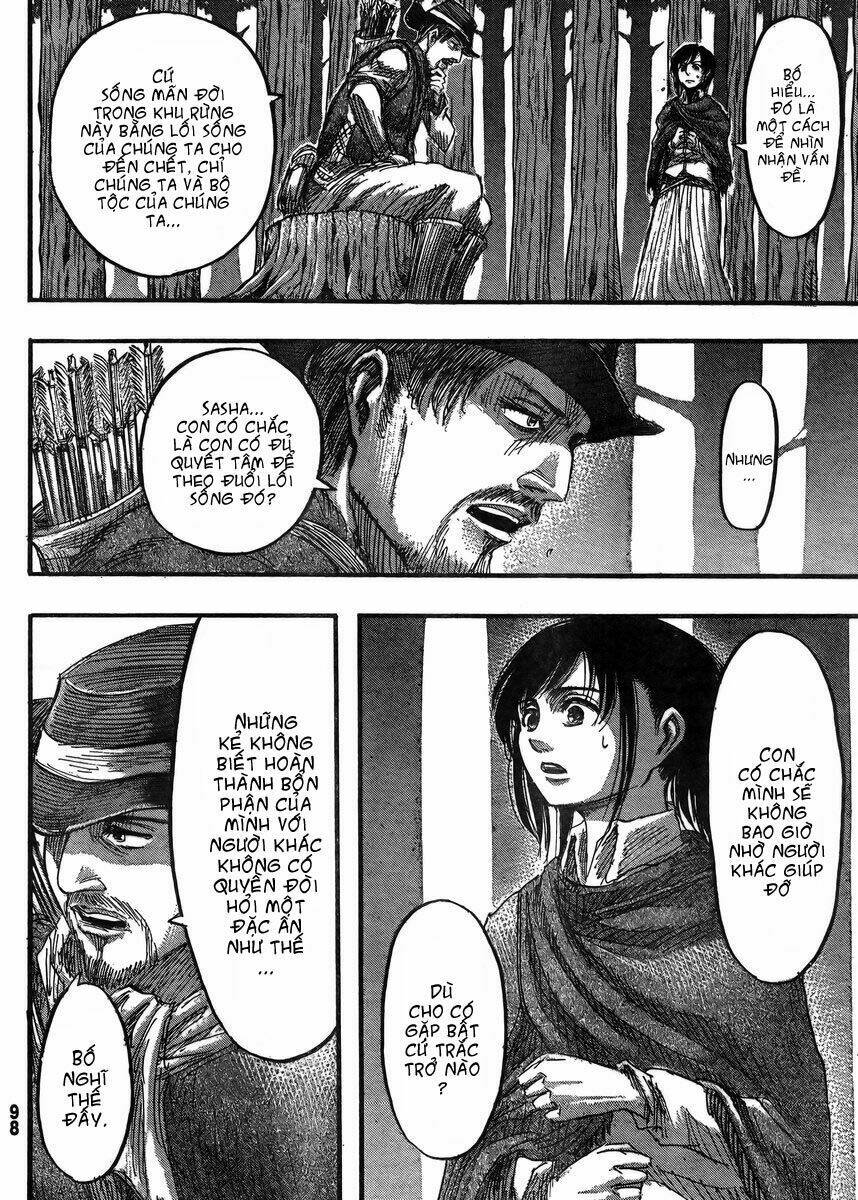 BỐ
HIỂU...
ĐÓ LÀ
MỘT CÁCH
ĐỂ NHÌN
NHẬN VẤN
ĐỀ.
CỨ
SỐNG MÃN ĐỜI
TRONG KHU RỪNG
NÀY BẰNG LỐI SỐNG
CỦA CHÚNG TA CHO
ĐẾN CHẾT, CHỈ
CHÚNG TA VÀ BỘ
TỘC CỦA CHÚNG
TA...
NHƯNG
...
SASHA...
CON CÓ CHẮC
LÀ CON CÓ ĐỦ
QUYẾT TÂM ĐỂ
THEO ĐUỔI LỐI
SỐNG ĐÓ?
CON
CÓ CHẮC
MÌNH SẼ
KHÔNG
BAO GIỜ
NHỜ NGƯỜI
KHÁC GIÚP
ĐỠ
DÙ
CHO CÓ
GẶP BẤT
CỨ TRẮC
TRỞ NÀO
?
NHỮNG
KẺ KHÔNG
BIẾT HOÀN
THÀNH BỔN
PHẬN CỦA
MÌNH VỚI
NGƯỜI KHÁC
KHÔNG CÓ
QUYỀN ĐÒI
HỎI MỘT
ĐẶC ÂN
NHƯ THẾ
...
BỐ
NGHĨ
THẾ
ĐẤY.
98